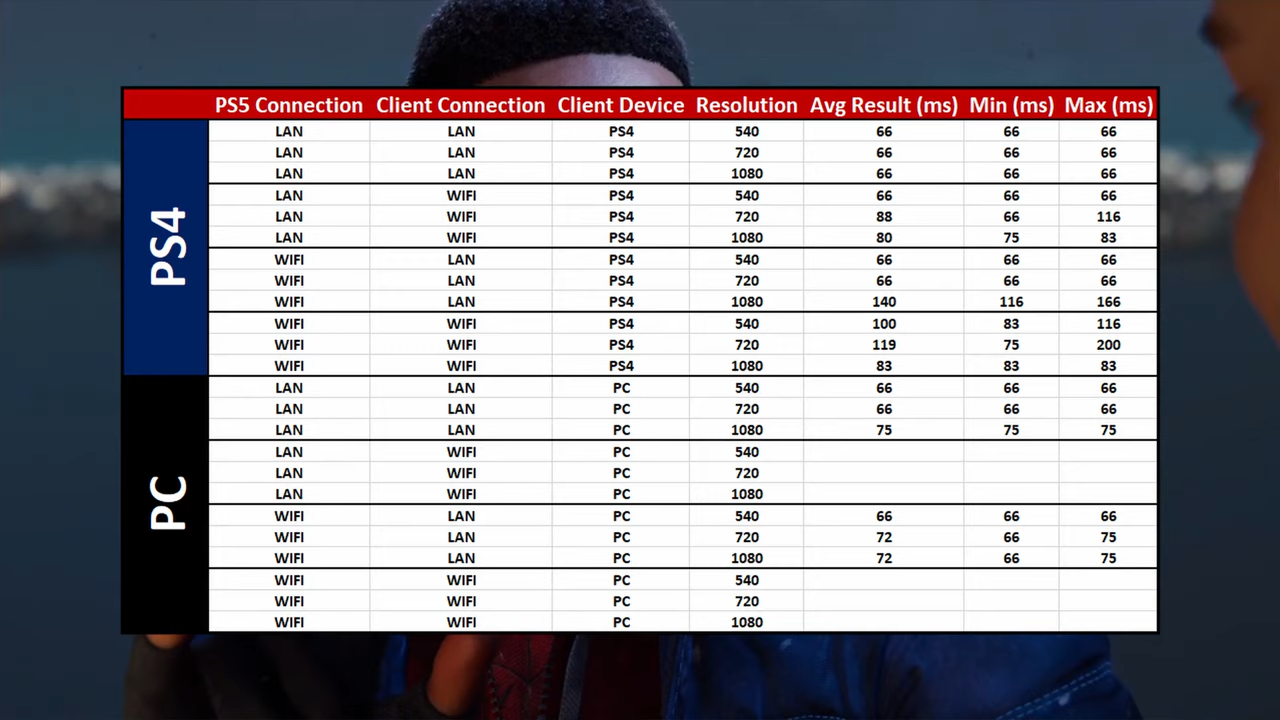 PS5 Connection Client Connection Client Device Resolution Avg Result (ms) Min (ms) Max (ms)
PS4
LAN LAN PS4 540 66 66 66
LAN LAN PS4 720 66 66 66
LAN LAN PS4 1080 66 66 66
LAN WIFI PS4 540 66 66 66
LAN WIFI PS4 720 88 66 116
LAN WIFI PS4 1080 80 75 83
WIFI LAN PS4 540 66 66 66
WIFI LAN PS4 720 66 66 66
WIFI LAN PS4 1080 140 116 166
WIFI WIFI PS4 540 100 83 116
WIFI WIFI PS4 720 119 75 200
WIFI WIFI PS4 1080 83 83 83
PC
LAN LAN PC 540 66 66 66
LAN LAN PC 720 66 66 66
LAN LAN PC 1080 75 75 75
LAN WIFI PC 540
LAN WIFI PC 720
LAN WIFI PC 1080
WIFI LAN PC 540 66 66 66
WIFI LAN PC 720 72 66 75
WIFI LAN PC 1080 72 66 75
WIFI WIFI PC 540
WIFI WIFI PC 720
WIFI WIFI PC 1080